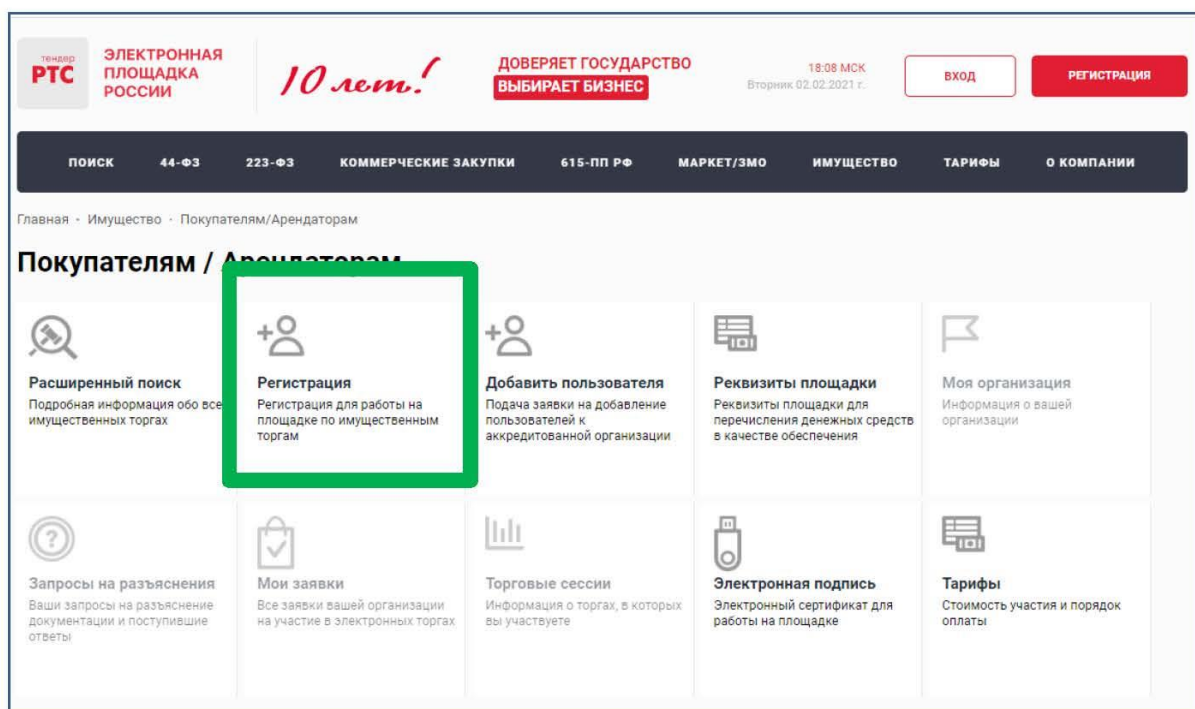 тендер
РТС
ЭЛЕКТРОННАЯ
ПЛОЩАДКА
РОССИИ
10 лет!
ДОВЕРЯЕТ ГОСУДАРСТВО
ВЫБИРАЕТ БИЗНЕС
18:08 МСК
Вторник 02.02.2021 г.
ВХОД
РЕГИСТРАЦИЯ
ПОИСК 44-ФЗ 223-ФЗ КОММЕРЧЕСКИЕ ЗАКУПКИ 615-ПП РФ МАРКЕТ/ЗМО ИМУЩЕСТВО ТАРИФЫ О КОМПАНИИ
Главная · Имущество · Покупателям/Арендаторам
Покупателям / Арендаторам
Расширенный поиск
Подробная информация обо все
имущественных торгах
Регистрация
Регистрация для работы на
площадке по имущественным
торгам
Добавить пользователя
Подача заявки на добавление
пользователей к
аккредитованной организации
Реквизиты площадки
Реквизиты площадки для
перечисления денежных средств
в качестве обеспечения
Моя организация
Информация о вашей
организации
Запросы на разъяснения
Ваши запросы на разъяснение
документации и поступившие
ответы
Мои заявки
Все заявки вашей организации
на участие в электронных торгах
Торговые сессии
Информация о торгах, в которых
вы участвуете
Электронная подпись
Электронный сертификат для
работы на площадке
Тарифы
Стоимость участия и порядок
оплаты